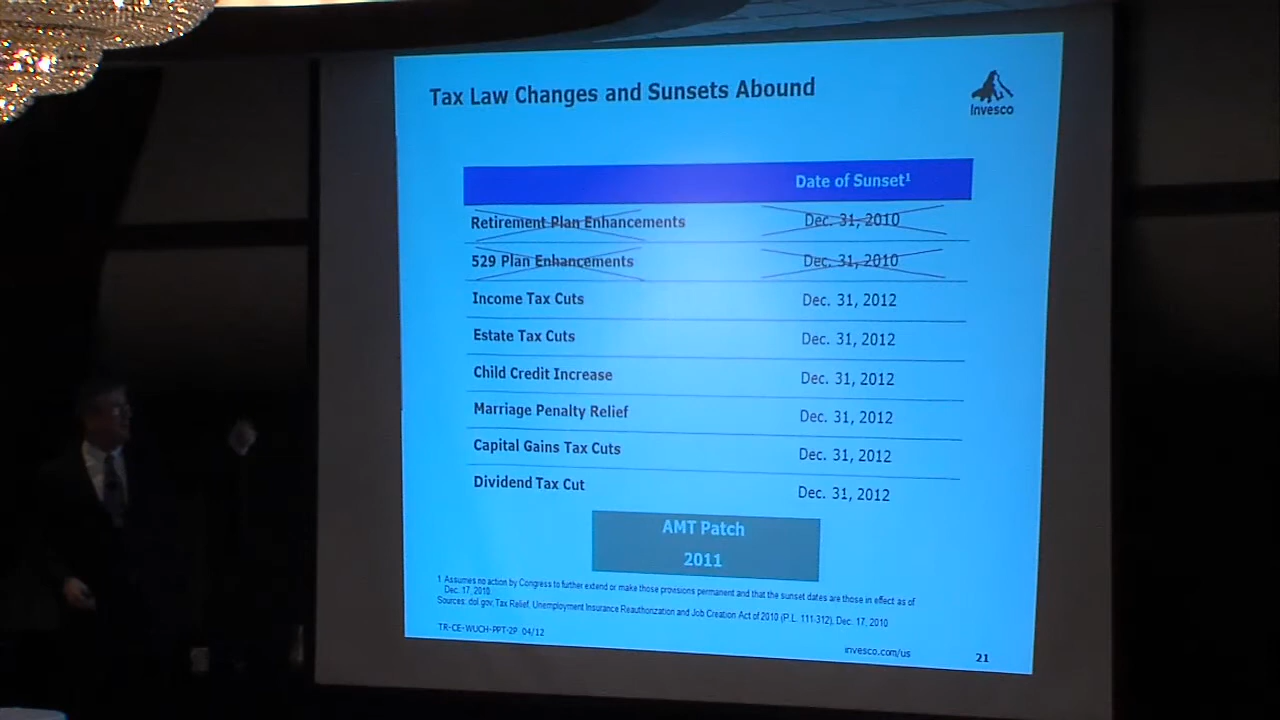 Tax Law Changes and Sunsets Abound
Invesco
Date of Sunset¹
Retirement Plan Enhancements Dec. 31, 2010
529 Plan Enhancements Dec. 31, 2010
Income Tax Cuts Dec. 31, 2012
Estate Tax Cuts Dec. 31, 2012
Child Credit Increase Dec. 31, 2012
Marriage Penalty Relief Dec. 31, 2012
Capital Gains Tax Cuts Dec. 31, 2012
Dividend Tax Cut Dec. 31, 2012
AMT Patch
2011
1 Assumes no action by Congress to further extend or make those provisions permanent and that the sunset dates are those in effect as of
Dec. 17, 2010
Sources: dol.gov; Tax Relief, Unemployment Insurance Reauthorization and Job Creation Act of 2010 (P.L. 111-312), Dec. 17, 2010
TR-CE-WUCH-PPT-2P 04/12
invesco.com/us 21